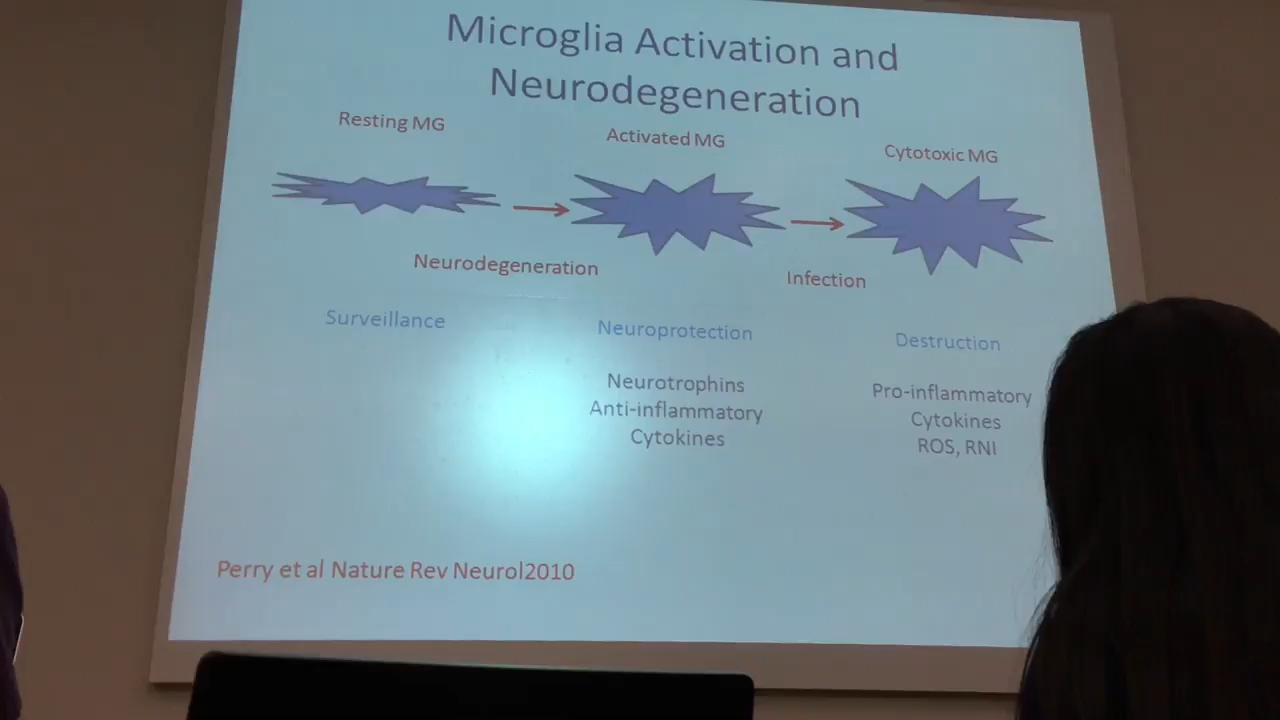 Microglia Activation and
Neurodegeneration
Resting MG
Activated MG
Cytotoxic MG
Neurodegeneration
Infection
Surveillance
Neuroprotection
Destruction
Neurotrophins
Anti-inflammatory
Cytokines
Pro-inflammatory
Cytokines
ROS, RNI
Perry et al Nature Rev Neurol2010